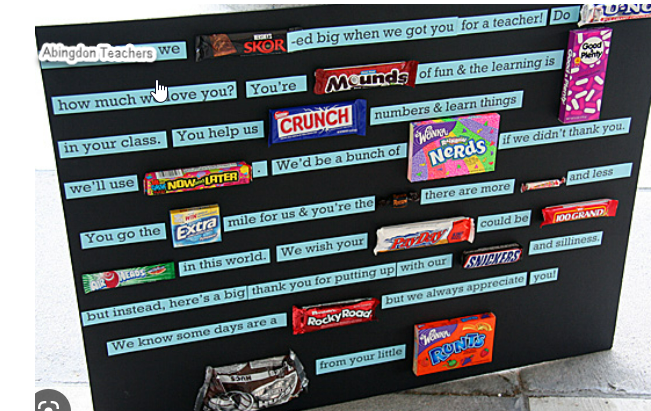 Abingdon Teachers we HERSHEY'S SKOR -ed big when we got you for a teacher! Do U-NO
how much we love you? You're Mounds of fun & the learning is Good & Plenty
in your class. You help us CRUNCH numbers & learn things
we'll use NOW and LATER . We'd be a bunch of WONKA NERDS if we didn't thank you.
You go the Extra mile for us & you're the there are more and less
NERDS in this world. We wish your PAYDAY could be 100 GRAND
but instead, here's a big thank you for putting up with our SNICKERS and silliness.
We know some days are a ROCKY ROAD but we always appreciate you!
HUGS from your little WONKA RUNTS